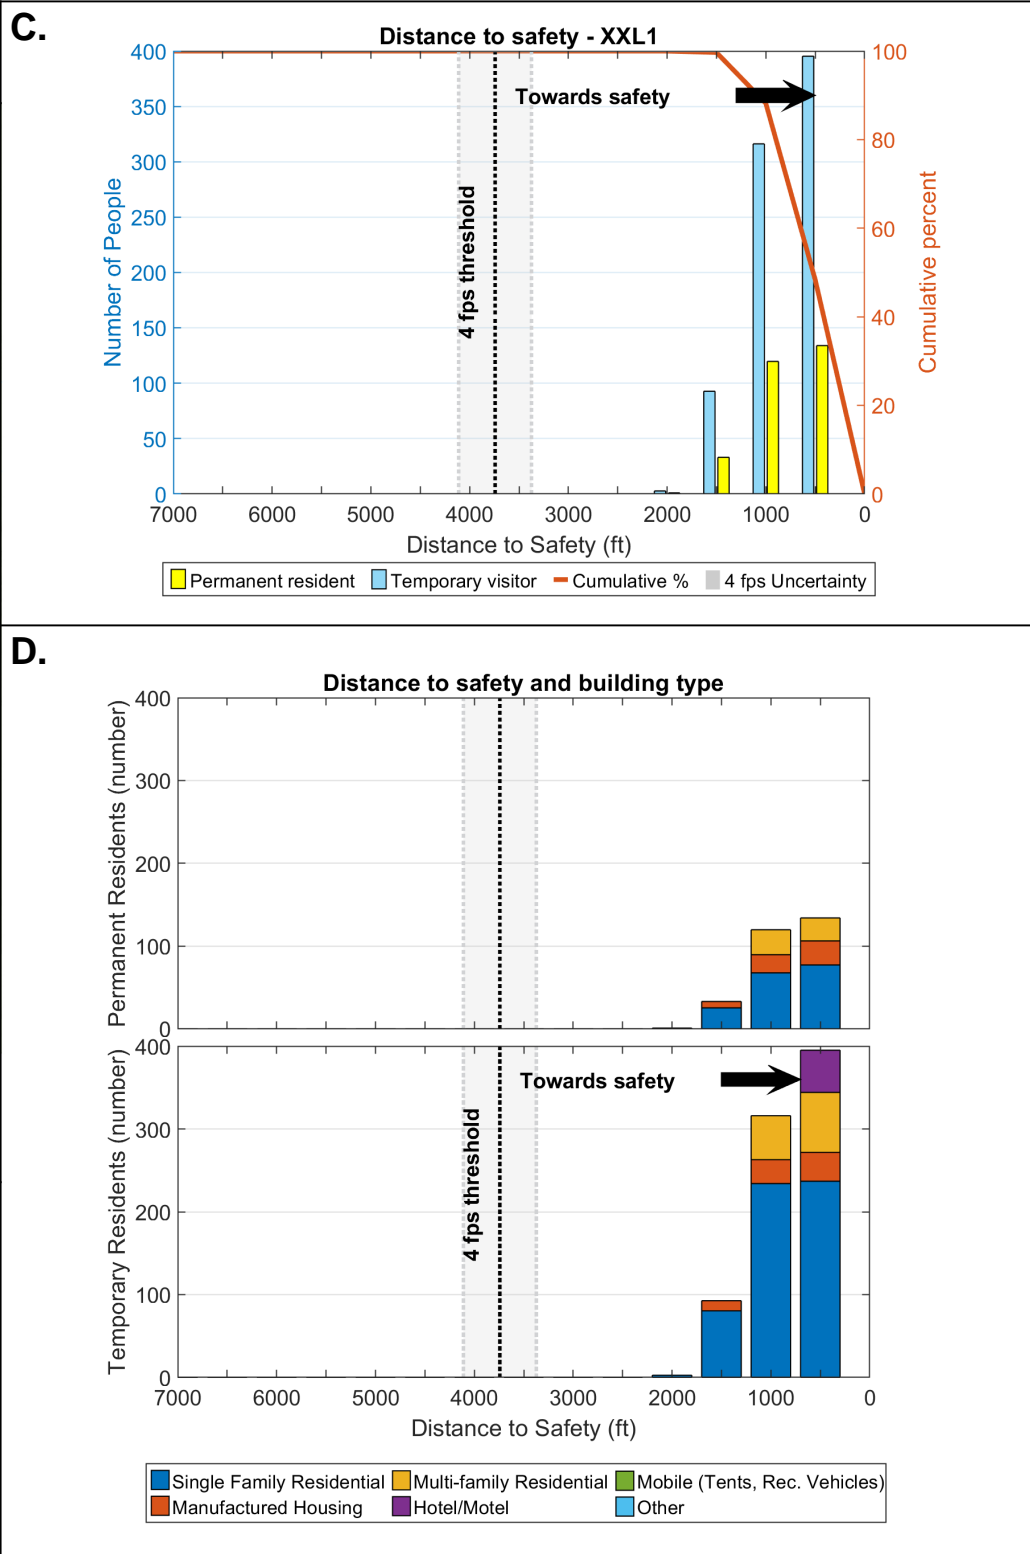 C.
Distance to safety - XXL1
400
350
300
250
200
150
100
50
0
Number of People
100
80
60
40
20
0
Cumulative percent
Towards safety
4 fps threshold
7000 6000 5000 4000 3000 2000 1000 0
Distance to Safety (ft)
Permanent resident Temporary visitor Cumulative % 4 fps Uncertainty
D.
Distance to safety and building type
400
300
200
100
0
Permanent Residents (number)
400
300
200
100
0
Temporary Residents (number)
Towards safety
4 fps threshold
7000 6000 5000 4000 3000 2000 1000 0
Distance to Safety (ft)
Single Family Residential Multi-family Residential Mobile (Tents, Rec. Vehicles)
Manufactured Housing Hotel/Motel Other